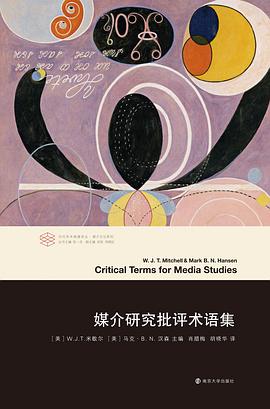 W. J. T. Mitchell & Mark B. N. Hansen
Critical Terms for Media Studies
媒介研究批评术语集
[美] W.J.T.米歇尔 [美] 马克·B. N. 汉森 主编 肖腊梅 胡晓华 译
南京大学出版社